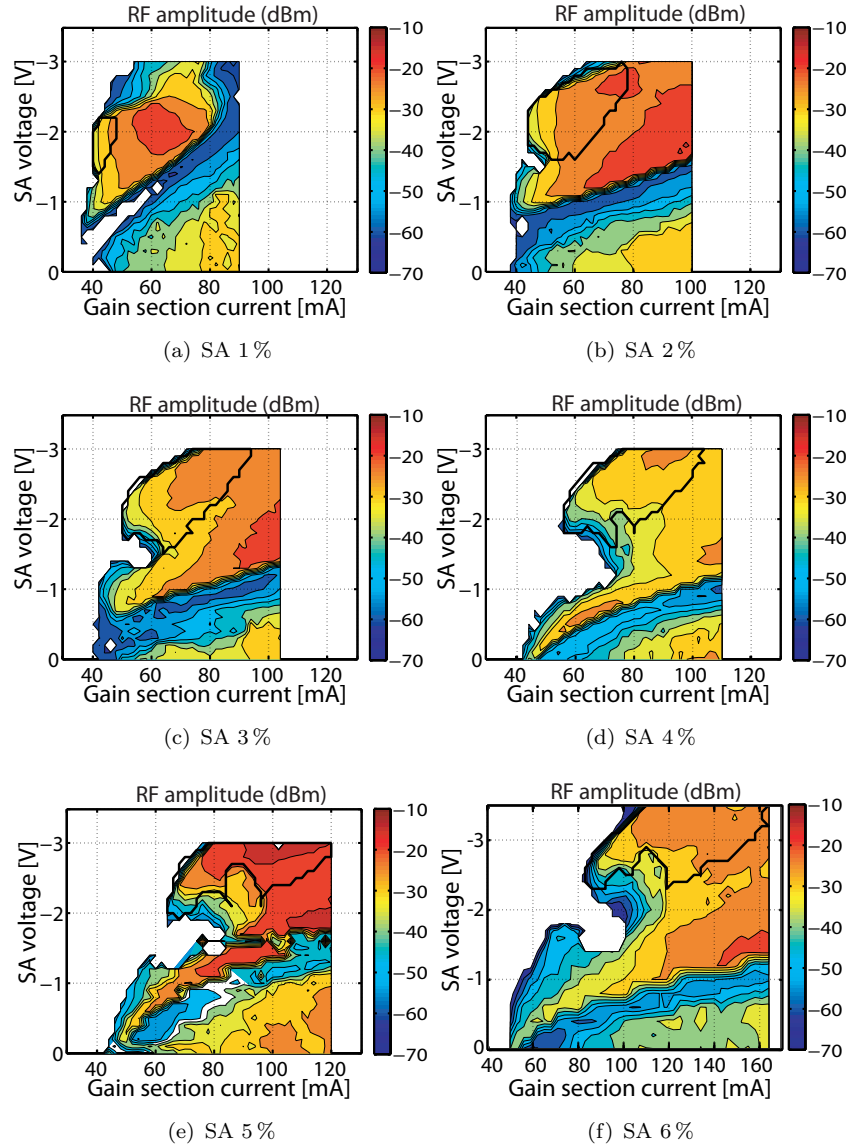 RF amplitude (dBm) RF amplitude (dBm)
SA voltage [V] −3 −2 −1 0 −10 −20 −30 −40 −50 −60 −70 SA voltage [V] −3 −2 −1 0 −10 −20 −30 −40 −50 −60 −70
40 60 80 100 120 40 60 80 100 120
Gain section current [mA] Gain section current [mA]
(a) SA 1 % (b) SA 2 %
RF amplitude (dBm) RF amplitude (dBm)
SA voltage [V] −3 −2 −1 0 −10 −20 −30 −40 −50 −60 −70 SA voltage [V] −3 −2 −1 0 −10 −20 −30 −40 −50 −60 −70
40 60 80 100 120 40 60 80 100 120
Gain section current [mA] Gain section current [mA]
(c) SA 3 % (d) SA 4 %
RF amplitude (dBm) RF amplitude (dBm)
SA voltage [V] −3 −2 −1 0 −10 −20 −30 −40 −50 −60 −70 SA voltage [V] -3 -2 -1 0 −10 −20 −30 −40 −50 −60 −70
40 60 80 100 120 40 60 80 100 120 140 160
Gain section current [mA] Gain section current [mA]
(e) SA 5 % (f) SA 6 %